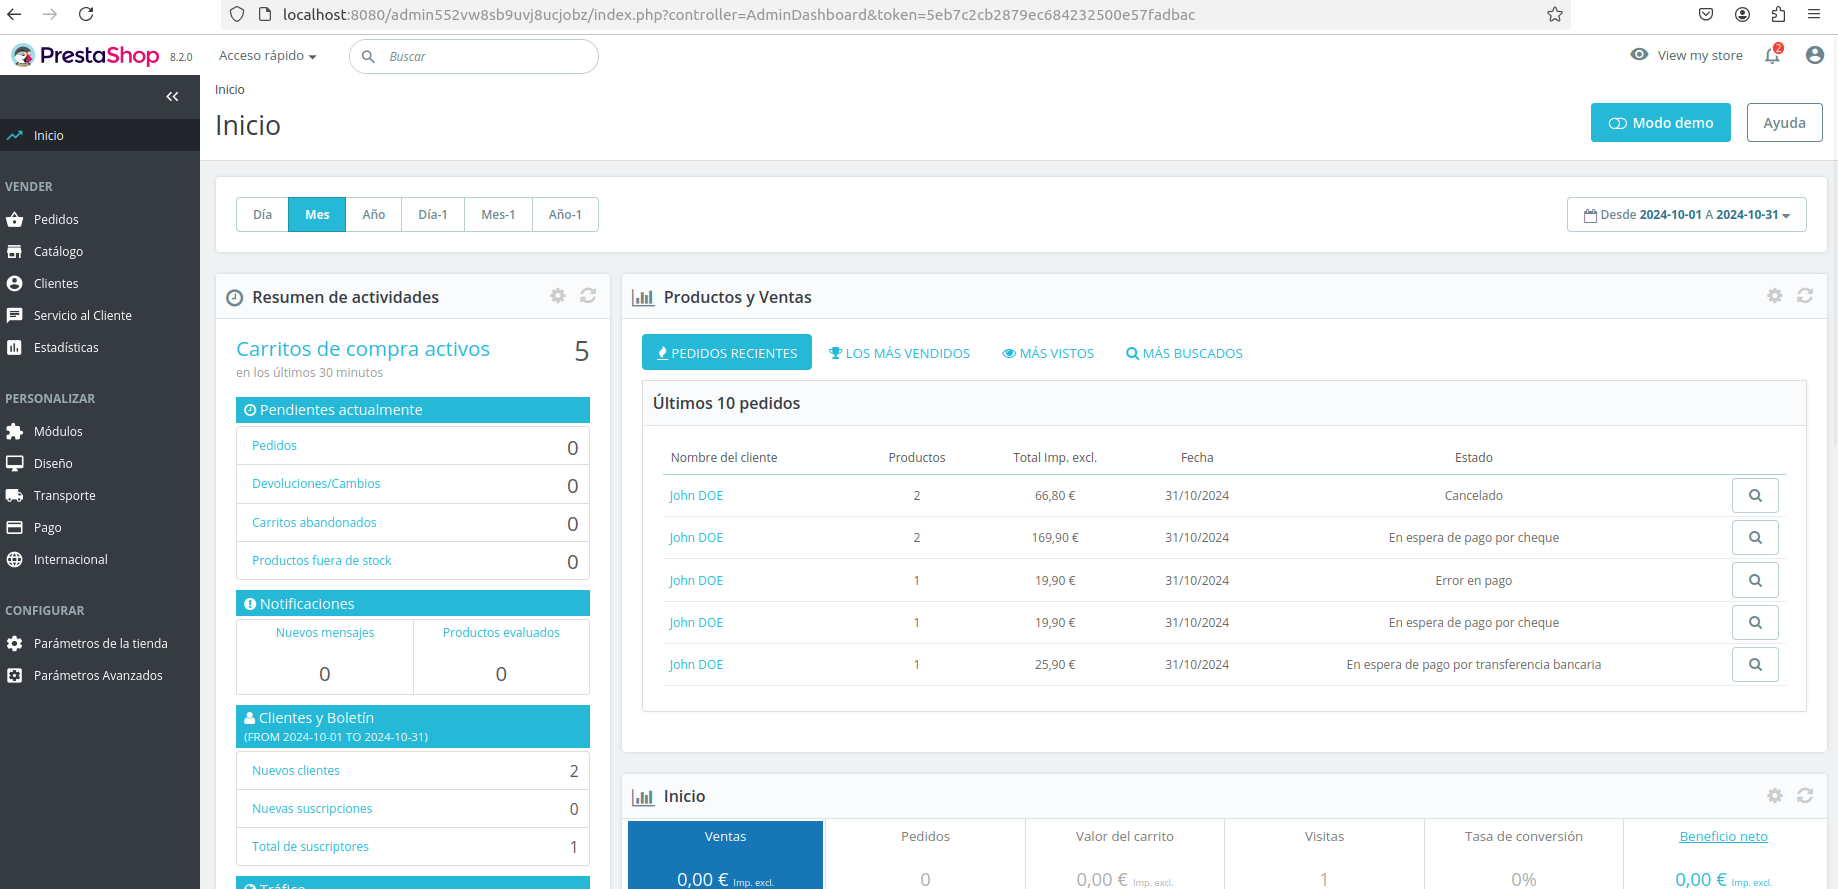 localhost:8080/admin552vw8sb9uvj8ucjobz/index.php?controller=AdminDashboard&token=5eb7c2cb2879ec684232500e57fadbac
PrestaShop 8.2.0 Acceso rápido Buscar View my store 2
Inicio
Inicio
Modo demo Ayuda
Inicio
VENDER
Pedidos
Catálogo
Clientes
Servicio al Cliente
Estadísticas
PERSONALIZAR
Módulos
Diseño
Transporte
Pago
Internacional
CONFIGURAR
Parámetros de la tienda
Parámetros Avanzados
Día Mes Año Día-1 Mes-1 Año-1
Desde 2024-10-01 A 2024-10-31
Resumen de actividades
Carritos de compra activos 5
en los últimos 30 minutos
Pendientes actualmente
Pedidos 0
Devoluciones/Cambios 0
Carritos abandonados 0
Productos fuera de stock 0
Notificaciones
Nuevos mensajes Productos evaluados
0 0
Clientes y Boletín
(FROM 2024-10-01 TO 2024-10-31)
Nuevos clientes 2
Nuevas suscripciones 0
Total de suscriptores 1
Tráfico
Productos y Ventas
PEDIDOS RECIENTES LOS MÁS VENDIDOS MÁS VISTOS MÁS BUSCADOS
Últimos 10 pedidos
Nombre del cliente Productos Total Imp. excl. Fecha Estado
John DOE 2 66,80 € 31/10/2024 Cancelado
John DOE 2 169,90 € 31/10/2024 En espera de pago por cheque
John DOE 1 19,90 € 31/10/2024 Error en pago
John DOE 1 19,90 € 31/10/2024 En espera de pago por cheque
John DOE 1 25,90 € 31/10/2024 En espera de pago por transferencia bancaria
Inicio
Ventas Pedidos Valor del carrito Visitas Tasa de conversión Beneficio neto
0,00 € Imp. excl. 0 0,00 € Imp. excl. 1 0% 0,00 € Imp. excl.